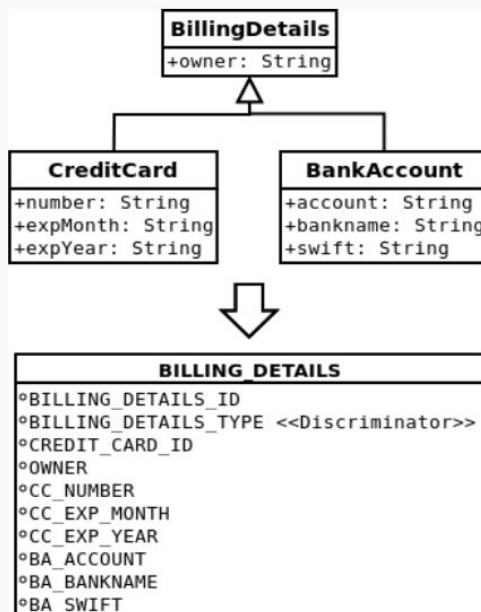 BillingDetails
+owner: String
CreditCard
+number: String
+expMonth: String
+expYear: String
BankAccount
+account: String
+bankname: String
+swift: String
BILLING_DETAILS
°BILLING_DETAILS_ID
°BILLING_DETAILS_TYPE <<Discriminator>>
°CREDIT_CARD_ID
°OWNER
°CC_NUMBER
°CC_EXP_MONTH
°CC_EXP_YEAR
°BA_ACCOUNT
°BA_BANKNAME
°BA_SWIFT